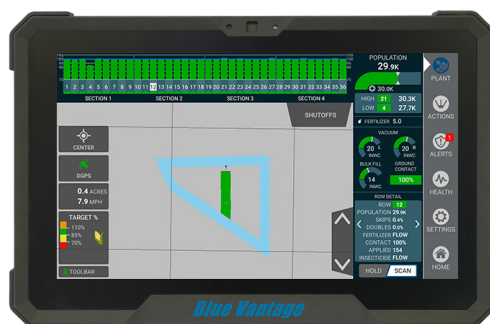 1 2 3 4 5 6 7 8 9 10 11 12 13 14 15 16 17 18 19 20 21 22 23 24 25 26 27 28 29 30 31 32 33 34 35 36
SECTION 1 SECTION 2 SECTION 3 SECTION 4
SHUTOFFS
CENTER
DGPS
0.4 ACRES
7.9 MPH
TARGET %
110%
85%
70%
TOOLBAR
POPULATION
29.9K
30.0K
HIGH 21 30.3K
LOW 4 27.7K
FERTILIZER 5.0
VACUUM
20 L
INWC
20 R
INWC
BULK FILL
14
INWC
GROUND
CONTACT
100%
ROW DETAIL
ROW 12
POPULATION 29.9K
SKIPS 0.4%
DOUBLES 0.0%
FERTILIZER FLOW
CONTACT 100%
APPLIED 154
INSECTICIDE FLOW
HOLD SCAN
PLANT
ACTIONS
1
ALERTS
HEALTH
SETTINGS
HOME
Blue Vantage